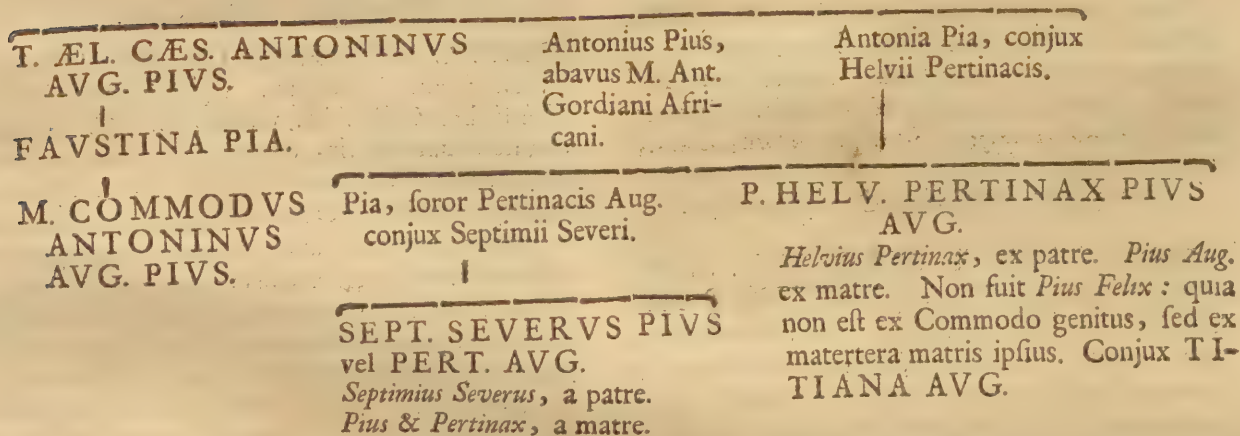 T. ÆL. CÆS. ANTONINVS
AVG. PIVS.
Antonius Pius,
abavus M. Ant.
Gordiani Afri-
cani.
Antonia Pia, conjux
Helvii Pertinacis.
FAVSTINA PIA.
M. COMMODVS
ANTONINVS
AVG. PIVS.
Pia, ſoror Pertinacis Aug.
conjux Septimii Severi.
P. HELV. PERTINAX PIVS
AVG.
Helvius Pertinax, ex patre. Pius Aug.
ex matre. Non fuit Pius Felix: quia
non eſt ex Commodo genitus, ſed ex
matertera matris ipſius. Conjux TI-
TIANA AVG.
SEPT. SEVERVS PIVS
vel PERT. AVG.
Septimius Severus, a patre.
Pius & Pertinax, a matre.